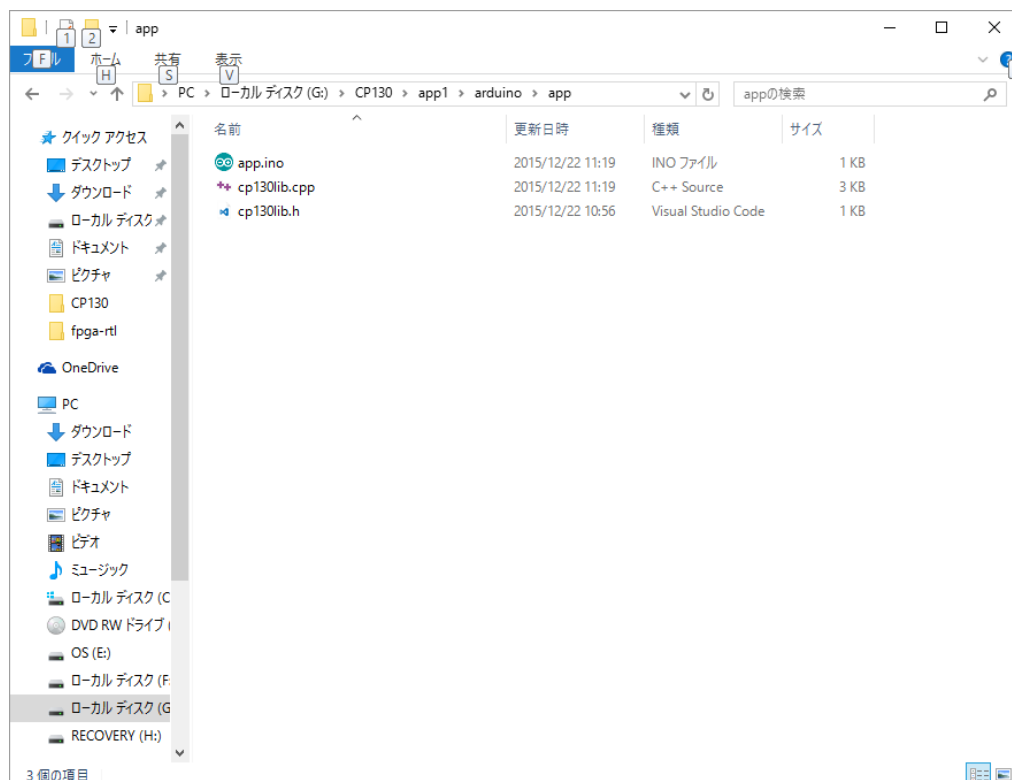 1 2 app
ファイル ホーム 共有 表示
F H S V
PC ローカル ディスク (G:) CP130 app1 arduino app appの検索
名前 更新日時 種類 サイズ
app.ino 2015/12/22 11:19 INO ファイル 1 KB
cp130lib.cpp 2015/12/22 11:19 C++ Source 3 KB
cp130lib.h 2015/12/22 10:56 Visual Studio Code 1 KB
クイック アクセス
デスクトップ
ダウンロード
ローカル ディスク
ドキュメント
ピクチャ
CP130
fpga-rtl
OneDrive
PC
ダウンロード
デスクトップ
ドキュメント
ピクチャ
ビデオ
ミュージック
ローカル ディスク (C
DVD RW ドライブ (
OS (E:)
ローカル ディスク (F:
ローカル ディスク (G
RECOVERY (H:)
3 個の項目